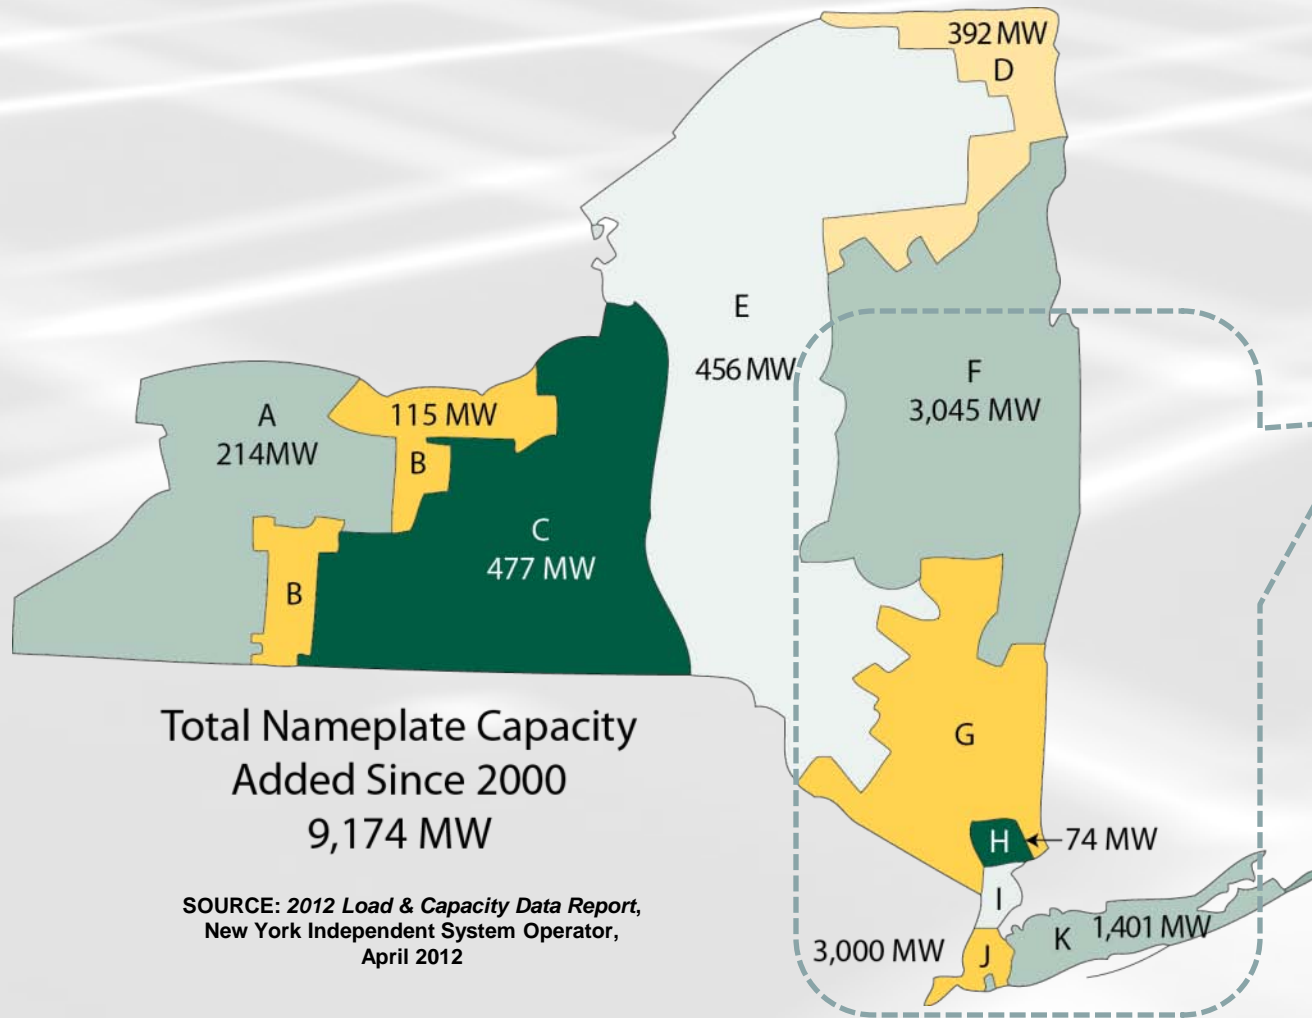 392 MW
D
E
456 MW
F
3,045 MW
A
214MW
115 MW
B
C
477 MW
B
G
H
74 MW
I
3,000 MW
J
K
1,401 MW
Total Nameplate Capacity
Added Since 2000
9,174 MW
SOURCE: 2012 Load & Capacity Data Report,
New York Independent System Operator,
April 2012